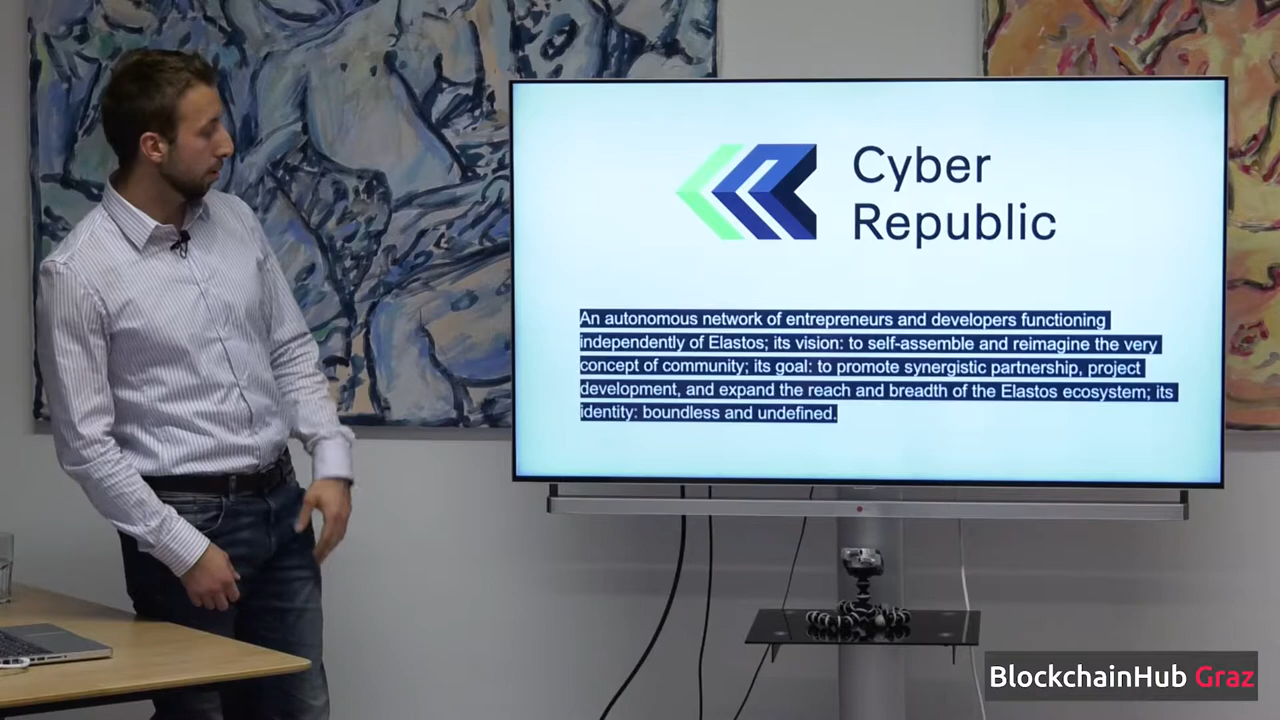 Cyber
Republic
An autonomous network of entrepreneurs and developers functioning
independently of Elastos; its vision: to self-assemble and reimagine the very
concept of community; its goal: to promote synergistic partnership, project
development, and expand the reach and breadth of the Elastos ecosystem; its
identity: boundless and undefined.
BlockchainHub Graz